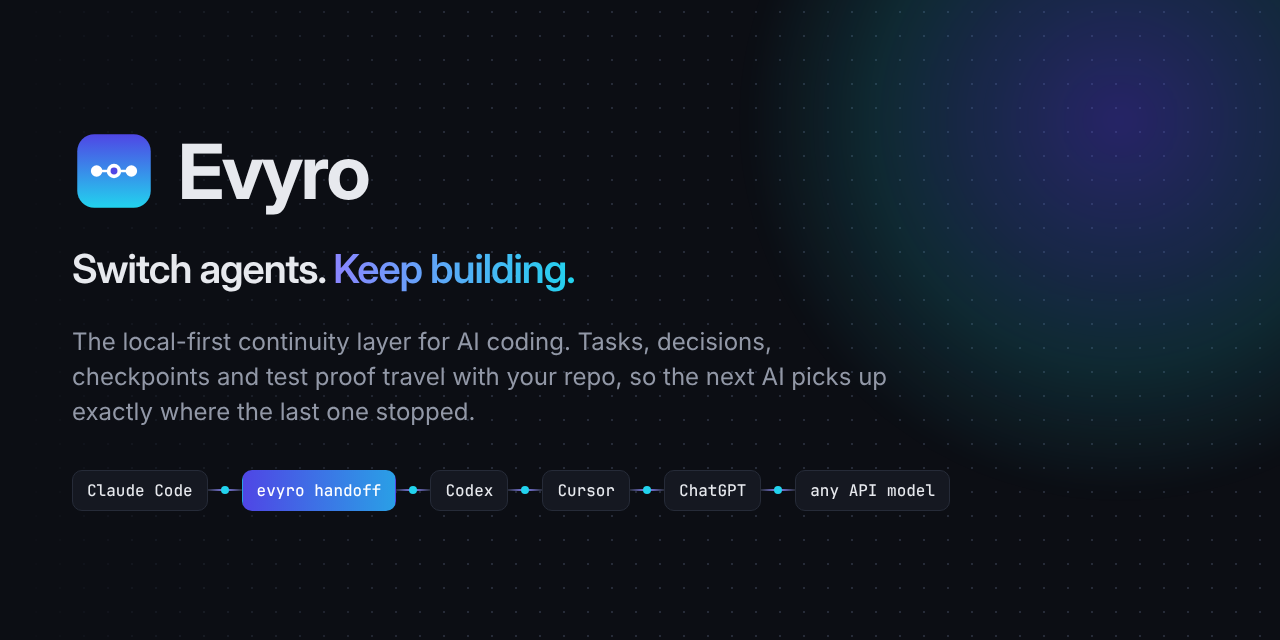 Evyro
Switch agents. Keep building.
The local-first continuity layer for AI coding. Tasks, decisions,
checkpoints and test proof travel with your repo, so the next AI picks up
exactly where the last one stopped.
Claude Code evyro handoff Codex Cursor ChatGPT any API model